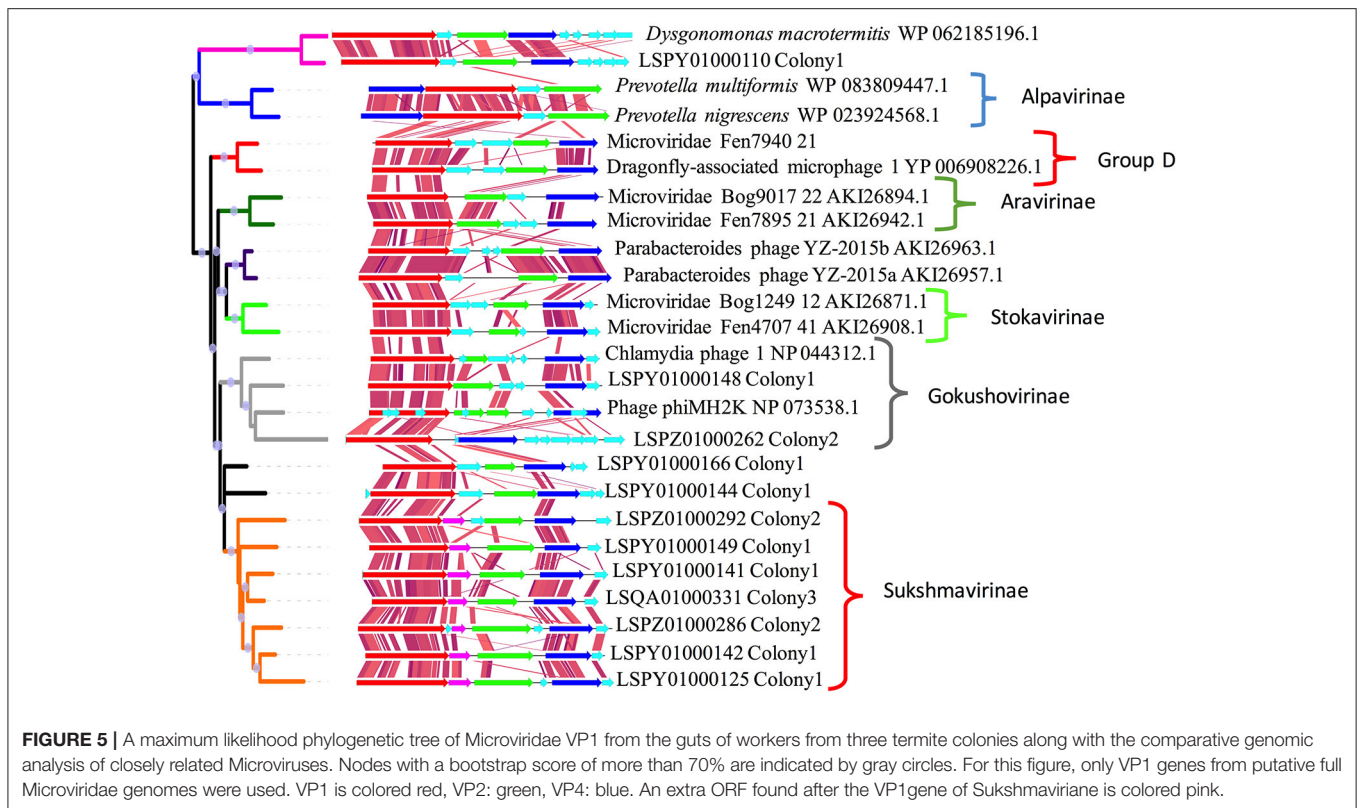 Dysgonomonas macrotermitis WP 062185196.1
LSPY01000110 Colony1
Prevotella multiformis WP 083809447.1
Prevotella nigrescens WP 023924568.1
Alpavirinae
Microviridae Fen7940 21
Dragonfly-associated microphage 1 YP 006908226.1
Group D
Microviridae Bog9017 22 AKI26894.1
Microviridae Fen7895 21 AKI26942.1
Aravirinae
Parabacteroides phage YZ-2015b AKI26963.1
Parabacteroides phage YZ-2015a AKI26957.1
Microviridae Bog1249 12 AKI26871.1
Microviridae Fen4707 41 AKI26908.1
Stokavirinae
Chlamydia phage 1 NP 044312.1
LSPY01000148 Colony1
Phage phiMH2K NP 073538.1
LSPZ01000262 Colony2
Gokushovirinae
LSPY01000166 Colony1
LSPY01000144 Colony1
LSPZ01000292 Colony2
LSPY01000149 Colony1
LSPY01000141 Colony1
LSQA01000331 Colony3
LSPZ01000286 Colony2
LSPY01000142 Colony1
LSPY01000125 Colony1
Sukshmavirinae
FIGURE 5 | A maximum likelihood phylogenetic tree of Microviridae VP1 from the guts of workers from three termite colonies along with the comparative genomic
analysis of closely related Microviruses. Nodes with a bootstrap score of more than 70% are indicated by gray circles. For this figure, only VP1 genes from putative full
Microviridae genomes were used. VP1 is colored red, VP2: green, VP4: blue. An extra ORF found after the VP1gene of Sukshmaviriane is colored pink.